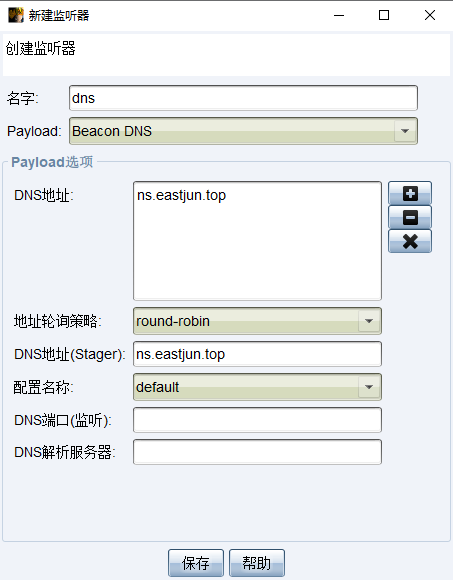 新建监听器
创建监听器
名字: dns
Payload: Beacon DNS
Payload选项
DNS地址: ns.eastjun.top
地址轮询策略: round-robin
DNS地址(Stager): ns.eastjun.top
配置名称: default
DNS端口(监听):
DNS解析服务器:
保存 帮助